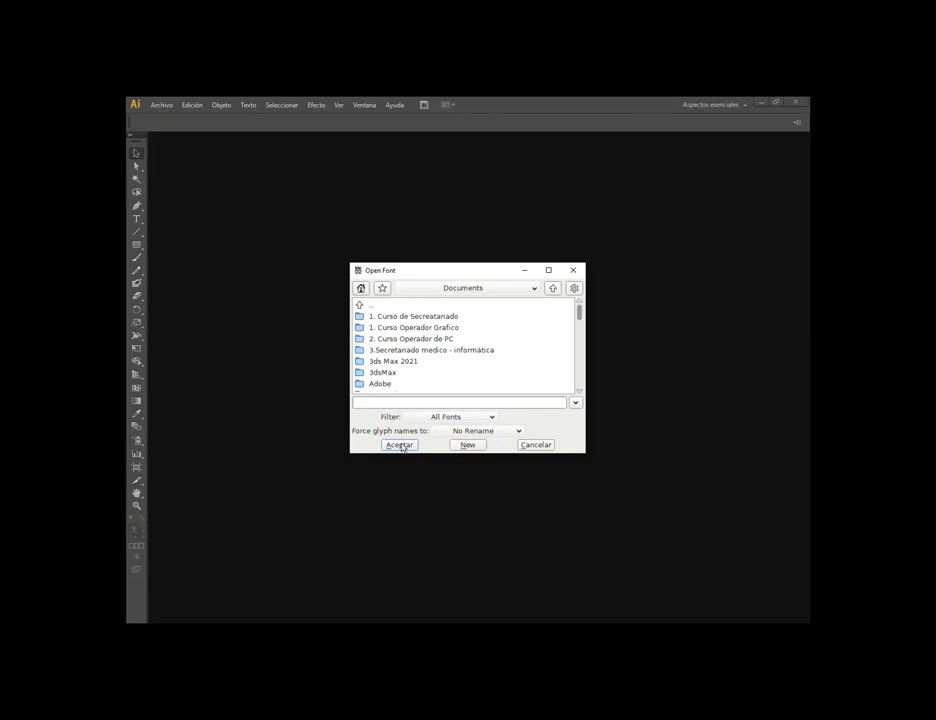 Ai Archivo Edición Objeto Texto Seleccionar Efecto Ver Ventana Ayuda Aspectos esenciales
Open Font
Documents
..
1. Curso de Secreatariado
1. Curso Operador Grafico
2. Curso Operador de PC
3.Secretariado medico - informática
3ds Max 2021
3dsMax
Adobe
Filter: All Fonts
Force glyph names to: No Rename
Aceptar New Cancelar